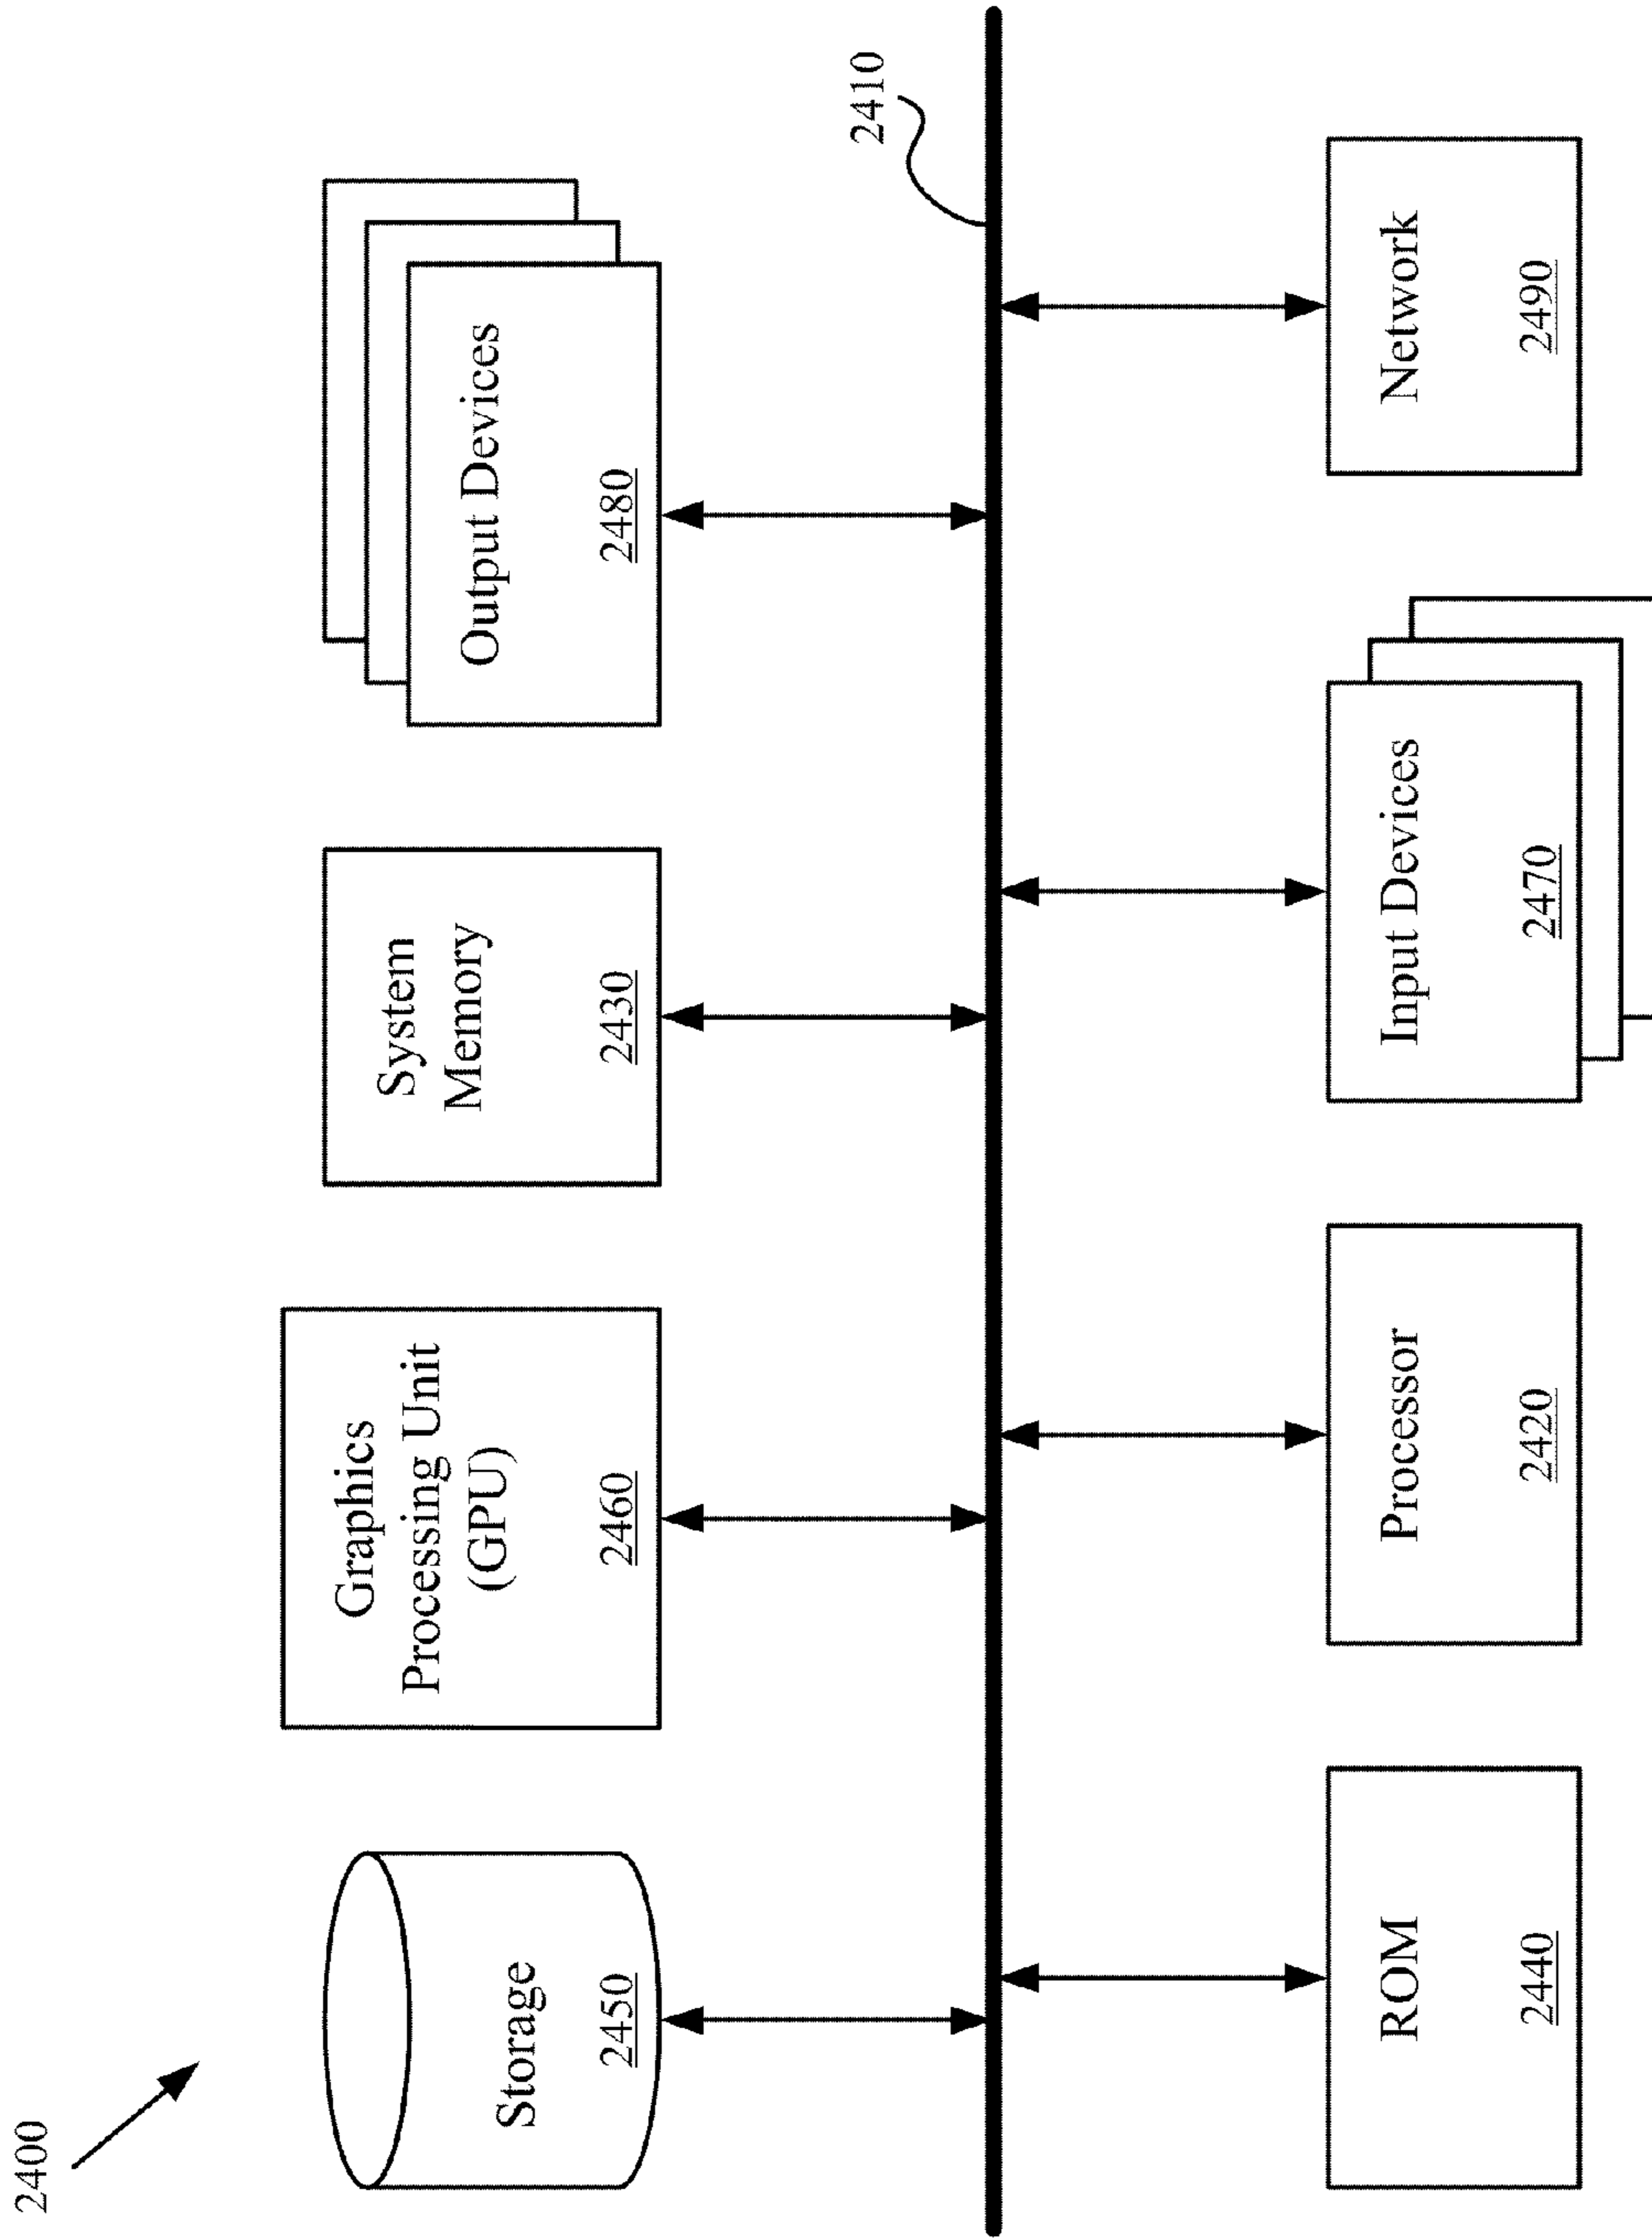 2400
Storage
2450
Graphics
Processing Unit
(GPU)
2460
System
Memory
2430
Output Devices
2480
2410
ROM
2440
Processor
2420
Input Devices
2470
Network
2490